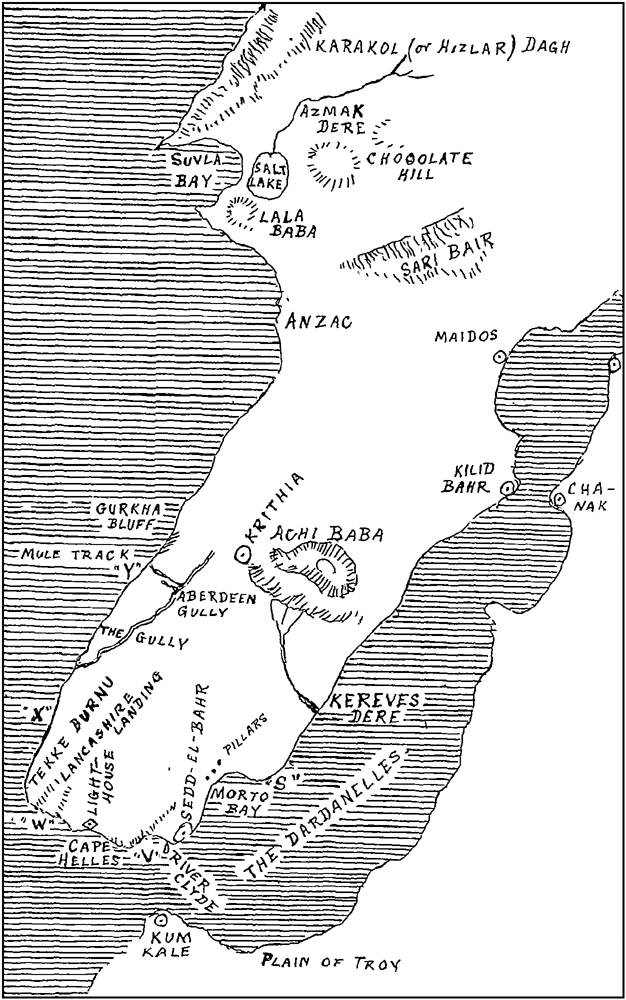 KARAKOL (or HIZLAR) DAGH
AZMAK
DERE
CHOCOLATE
HILL
SUVLA
BAY
SALT
LAKE
LALA
BABA
SARI BAIR
ANZAC
MAIDOS
KILID
BAHR
CHA-
NAK
GURKHA
BLUFF
KRITHIA
ACHI BABA
MULE TRACK
"Y"
ABERDEEN
GULLY
THE GULLY
"X"
TEKKE BURNU
LANCASHIRE
LANDING
LIGHT-
HOUSE
SEDD-EL-BAHR
PILLARS
KEREVES
DERE
"S"
MORTO
BAY
THE DARDANELLES
"W"
CAPE
HELLES
"V"
RIVER
CLYDE
KUM
KALE
PLAIN OF TROY